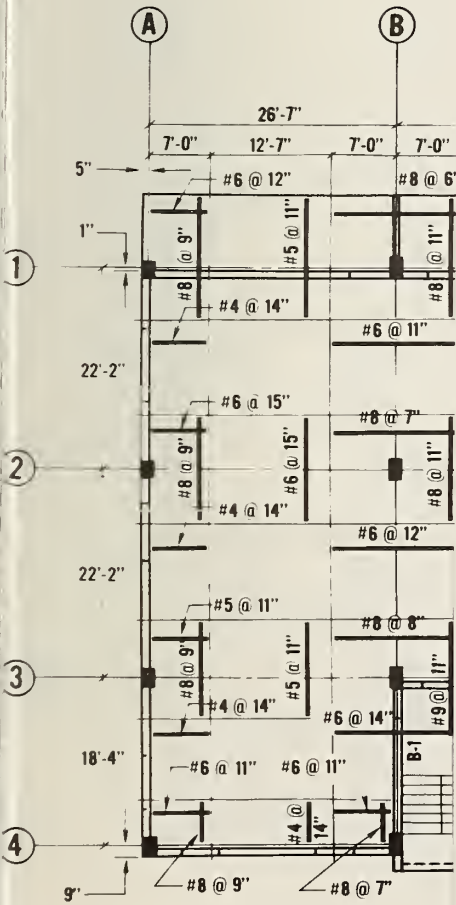 A B
26'-7"
7'-0" 12'-7" 7'-0" 7'-0"
5"
#6 @ 12" #8 @ 6"
1"
#8 @ 9" #5 @ 11" #8 @ 11"
1
#4 @ 14"
#6 @ 11"
22'-2"
#6 @ 15"
#8 @ 7"
#8 @ 9" #6 @ 15" #8 @ 11"
2
#4 @ 14"
#6 @ 12"
22'-2"
#5 @ 11"
#8 @ 8"
#8 @ 9" #5 @ 11" #9 @ 11"
3
#4 @ 14"
#6 @ 14"
B-1
18'-4"
#6 @ 11" #6 @ 11"
#4 @ 14"
4
#8 @ 9" #8 @ 7"
9"